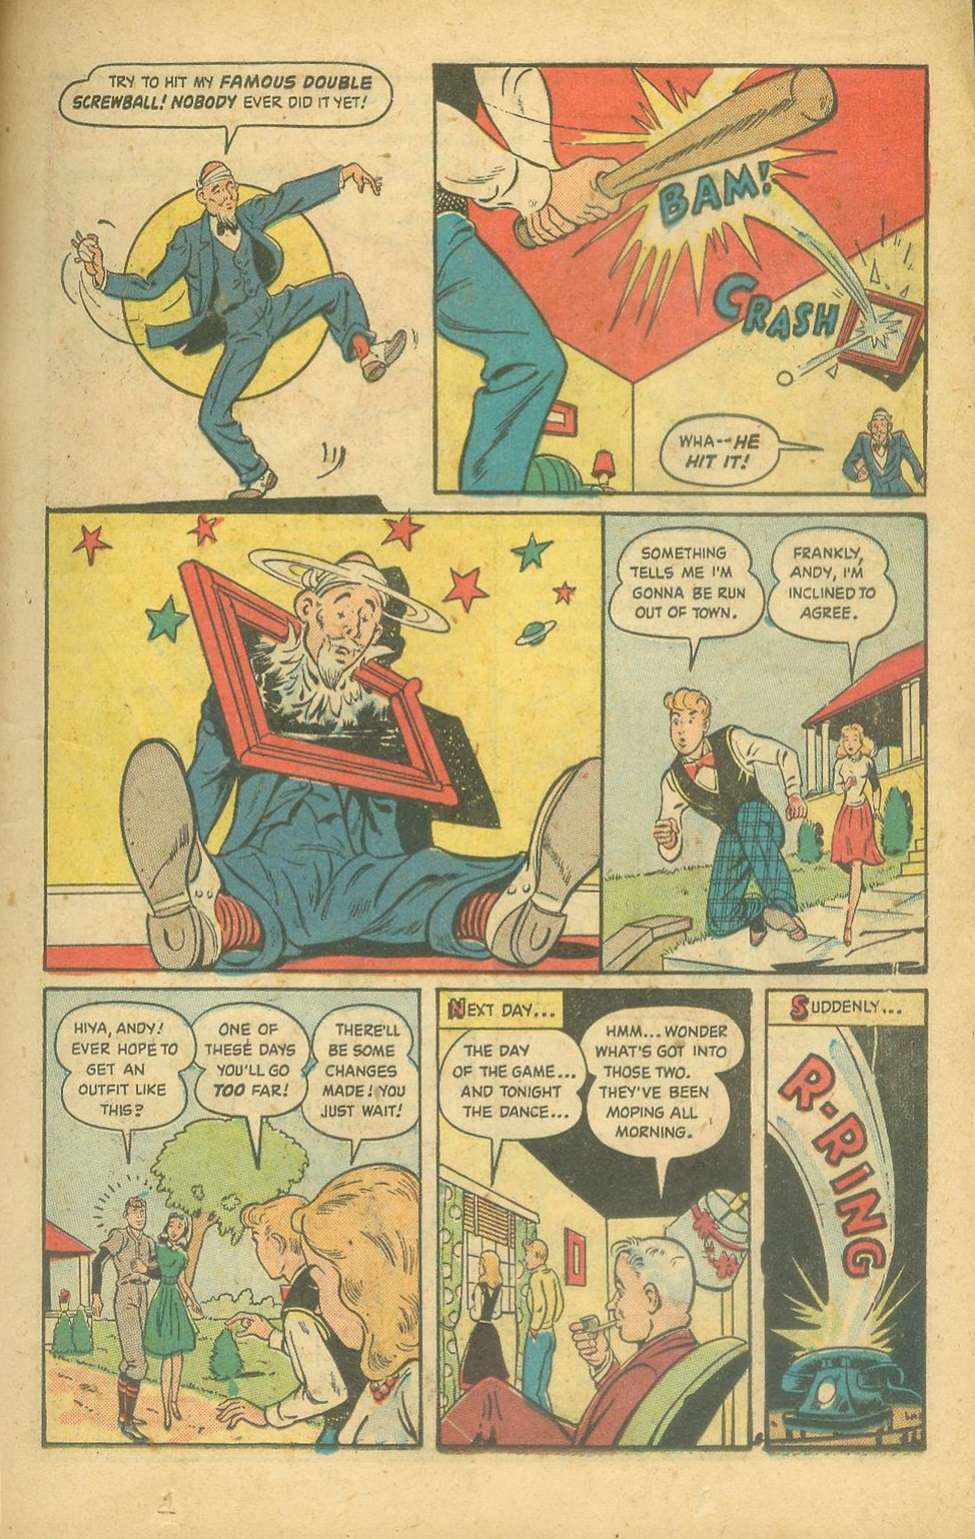 TRY TO HIT MY FAMOUS DOUBLE
SCREWBALL! NOBODY EVER DID IT YET!
BAM!
CRASH
WHA--HE
HIT IT!
SOMETHING
TELLS ME I'M
GONNA BE RUN
OUT OF TOWN.
FRANKLY,
ANDY, I'M
INCLINED TO
AGREE.
HIYA, ANDY!
EVER HOPE TO
GET AN
OUTFIT LIKE
THIS?
ONE OF
THESE DAYS
YOU'LL GO
TOO FAR!
THERE'LL
BE SOME
CHANGES
MADE! YOU
JUST WAIT!
NEXT DAY...
THE DAY
OF THE GAME...
AND TONIGHT
THE DANCE...
HMM... WONDER
WHAT'S GOT INTO
THOSE TWO.
THEY'VE BEEN
MOPING ALL
MORNING.
SUDDENLY...
R-RING